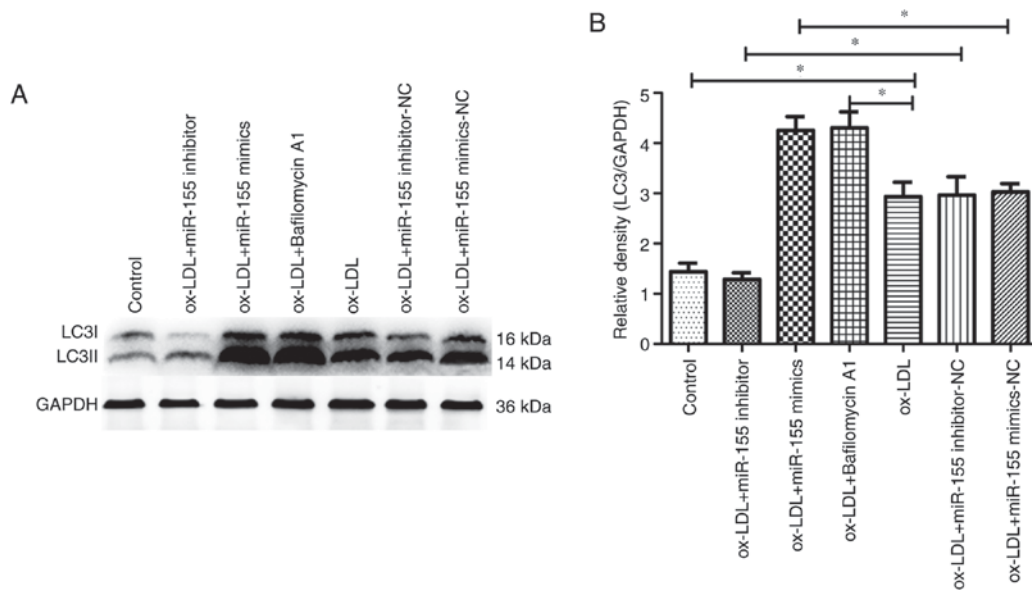 A
Control
ox-LDL+miR-155 inhibitor
ox-LDL+miR-155 mimics
ox-LDL+Bafilomycin A1
ox-LDL
ox-LDL+miR-155 inhibitor-NC
ox-LDL+miR-155 mimics-NC
LC3I
16 kDa
LC3II
14 kDa
GAPDH
36 kDa
B
*
*
*
*
Relative density (LC3/GAPDH)
5
4
3
2
1
0
Control
ox-LDL+miR-155 inhibitor
ox-LDL+miR-155 mimics
ox-LDL+Bafilomycin A1
ox-LDL
ox-LDL+miR-155 inhibitor-NC
ox-LDL+miR-155 mimics-NC